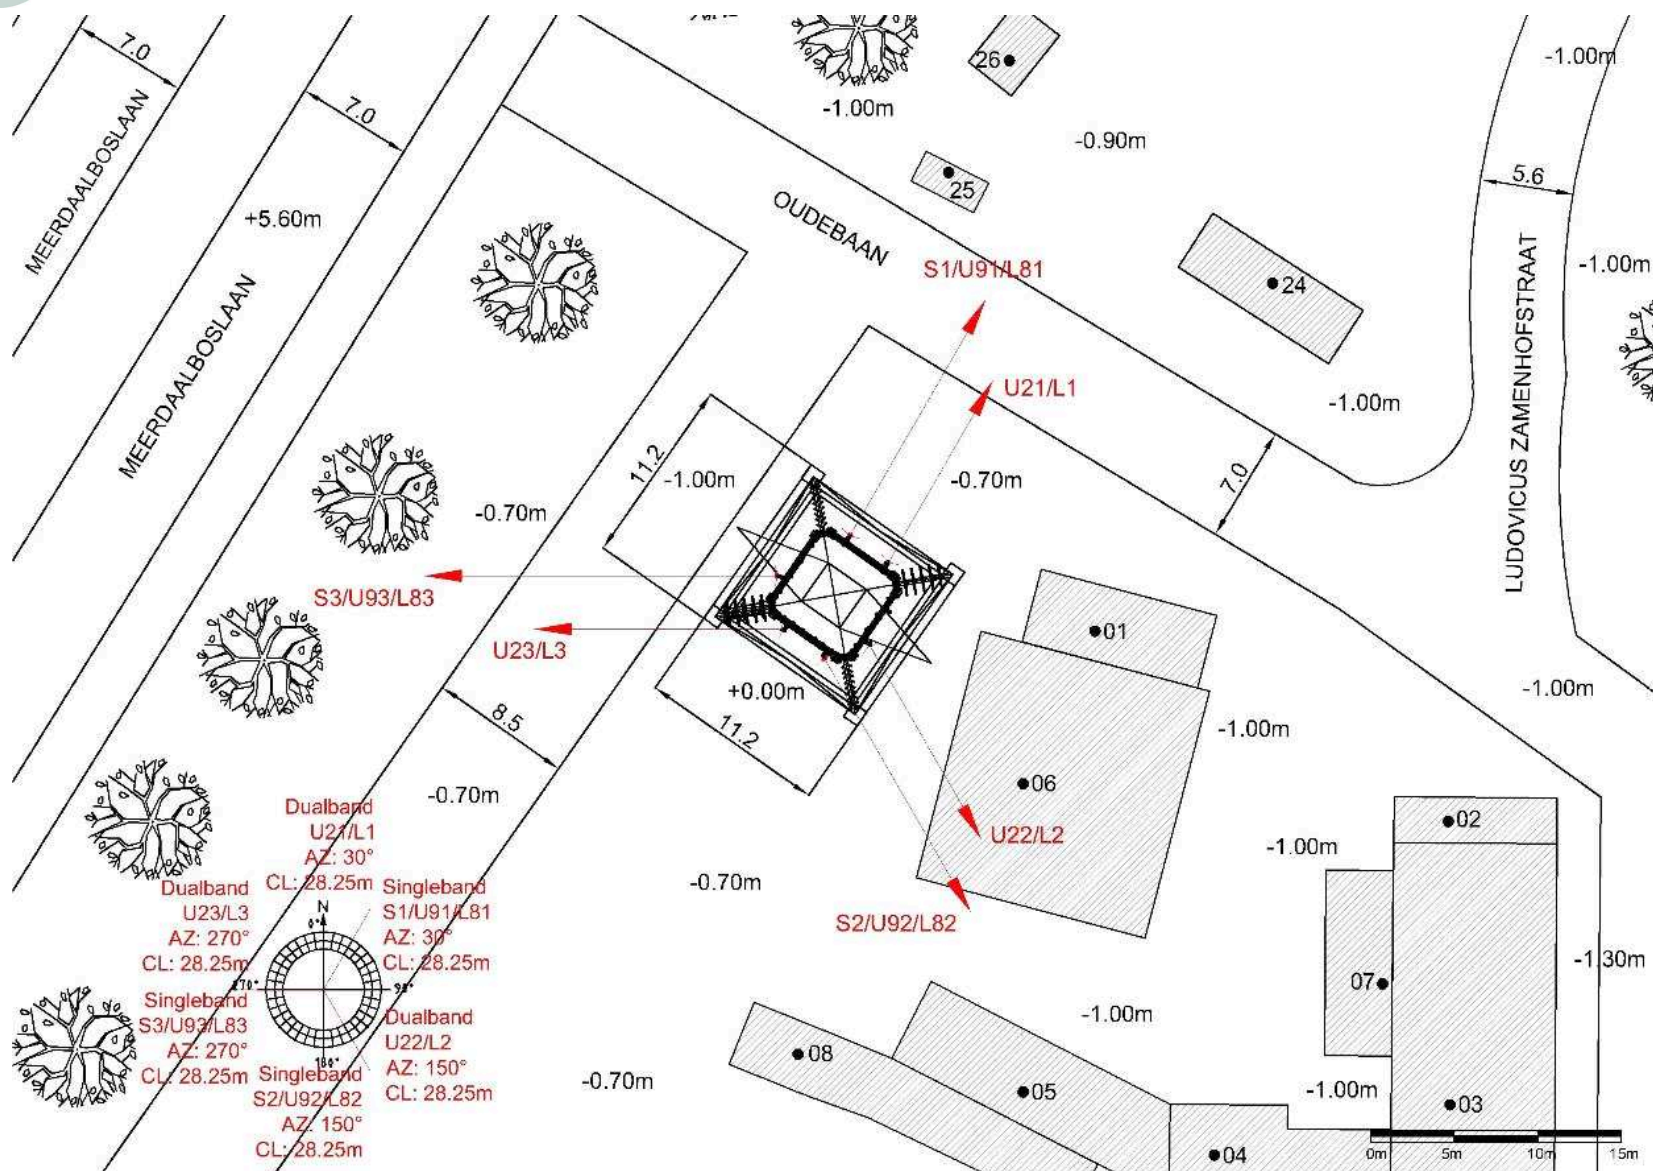 7.0
MEERDAALBOSLAAN
7.0
+5.60m
MEERDAALBOSLAAN
-1.00m
26
-0.90m
25
OUDEBAAN
-1.00m
5.6
-1.00m
LUDOVICUS ZAMENHOFSTRAAT
24
S1/U91/L81
U21/L1
-1.00m
11.2
-1.00m
-0.70m
7.0
-0.70m
S3/U93/L83
U23/L3
01
+0.00m
11.2
8.5
-1.00m
-1.00m
06
-0.70m
02
U22/L2
-1.00m
-0.70m
S2/U92/L82
-1.30m
07
-1.00m
08
05
-0.70m
-1.00m
03
04
0m
5m
10m
15m
Dualband
U21/L1
AZ: 30°
CL: 28.25m
Dualband
U23/L3
AZ: 270°
CL: 28.25m
Singleband
S1/U91/L81
AZ: 30°
CL: 28.25m
N
0°
270°
90°
180°
Singleband
S3/U93/L83
AZ: 270°
CL: 28.25m
Dualband
U22/L2
AZ: 150°
CL: 28.25m
Singleband
S2/U92/L82
AZ: 150°
CL: 28.25m